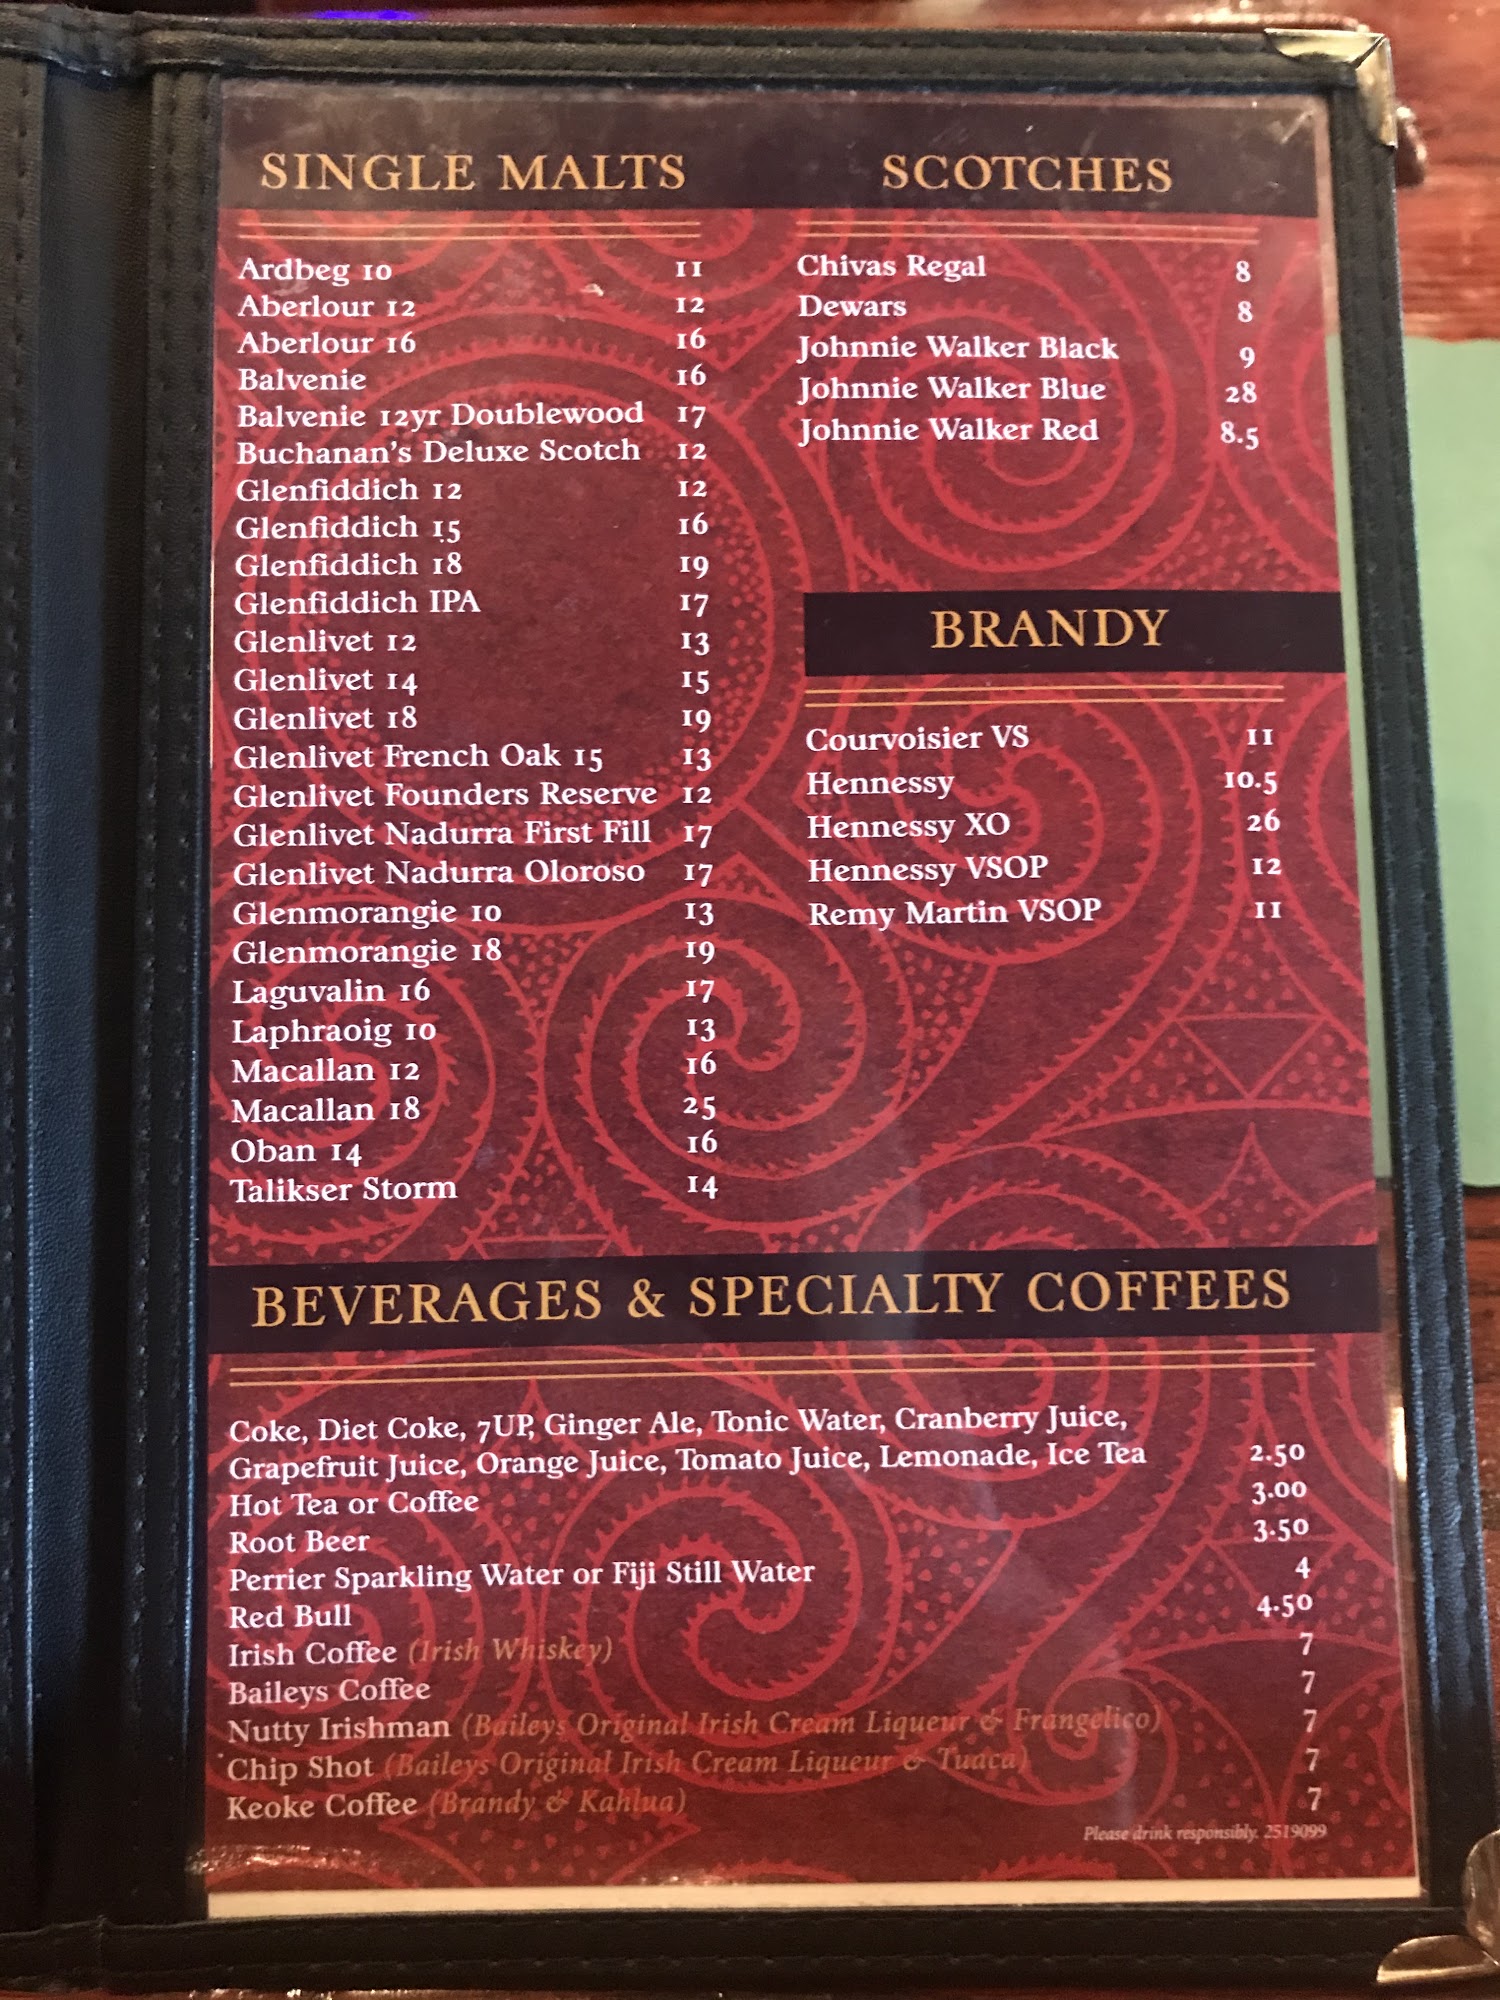 SINGLE MALTS
Ardbeg 10 11
Aberlour 12 12
Aberlour 16 16
Balvenie 16
Balvenie 12yr Doublewood 17
Buchanan's Deluxe Scotch 12
Glenfiddich 12 12
Glenfiddich 15 16
Glenfiddich 18 19
Glenfiddich IPA 17
Glenlivet 12 13
Glenlivet 14 15
Glenlivet 18 19
Glenlivet French Oak 15 13
Glenlivet Founders Reserve 12
Glenlivet Nadurra First Fill 17
Glenlivet Nadurra Oloroso 17
Glenmorangie 10 13
Glenmorangie 18 19
Laguvalin 16 17
Laphraoig 10 13
Macallan 12 16
Macallan 18 25
Oban 14 16
Talikser Storm 14
SCOTCHES
Chivas Regal 8
Dewars 8
Johnnie Walker Black 9
Johnnie Walker Blue 28
Johnnie Walker Red 8.5
BRANDY
Courvoisier VS 11
Hennessy 10.5
Hennessy XO 26
Hennessy VSOP 12
Remy Martin VSOP 11
BEVERAGES & SPECIALTY COFFEES
Coke, Diet Coke, 7UP, Ginger Ale, Tonic Water, Cranberry Juice,
Grapefruit Juice, Orange Juice, Tomato Juice, Lemonade, Ice Tea 2.50
Hot Tea or Coffee 3.00
Root Beer 3.50
Perrier Sparkling Water or Fiji Still Water 4
Red Bull 4.50
Irish Coffee (Irish Whiskey) 7
Baileys Coffee 7
Nutty Irishman (Baileys Original Irish Cream Liqueur & Frangelico) 7
Chip Shot (Baileys Original Irish Cream Liqueur & Tuaca) 7
Keoke Coffee (Brandy & Kahlua) 7
Please drink responsibly. 2519099